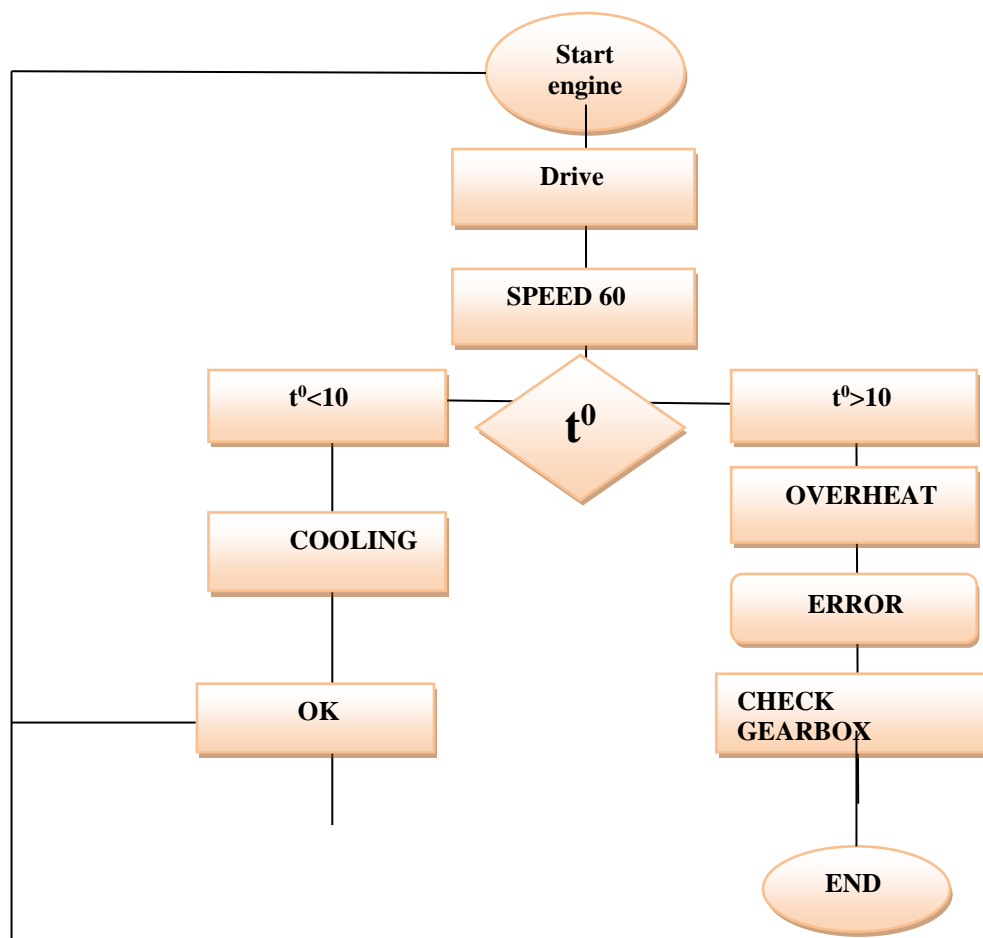 Start
engine
Drive
SPEED 60
t⁰<10
t⁰
t⁰>10
OVERHEAT
COOLING
ERROR
OK
CHECK
GEARBOX
END